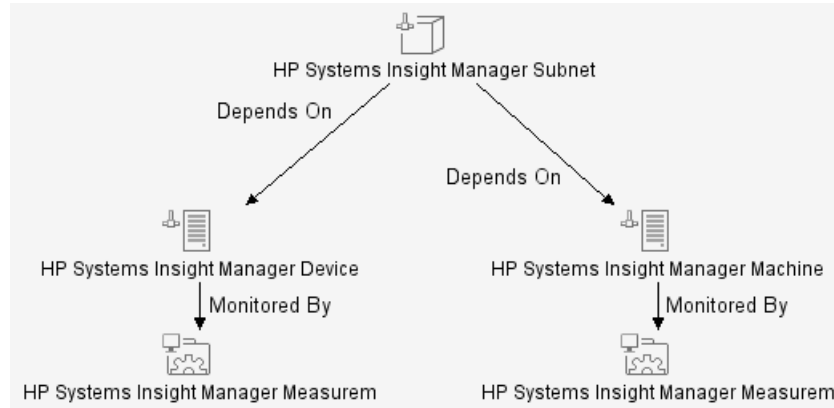 HP Systems Insight Manager Subnet
Depends On
Depends On
HP Systems Insight Manager Device
HP Systems Insight Manager Machine
Monitored By
Monitored By
HP Systems Insight Manager Measurem
HP Systems Insight Manager Measurem